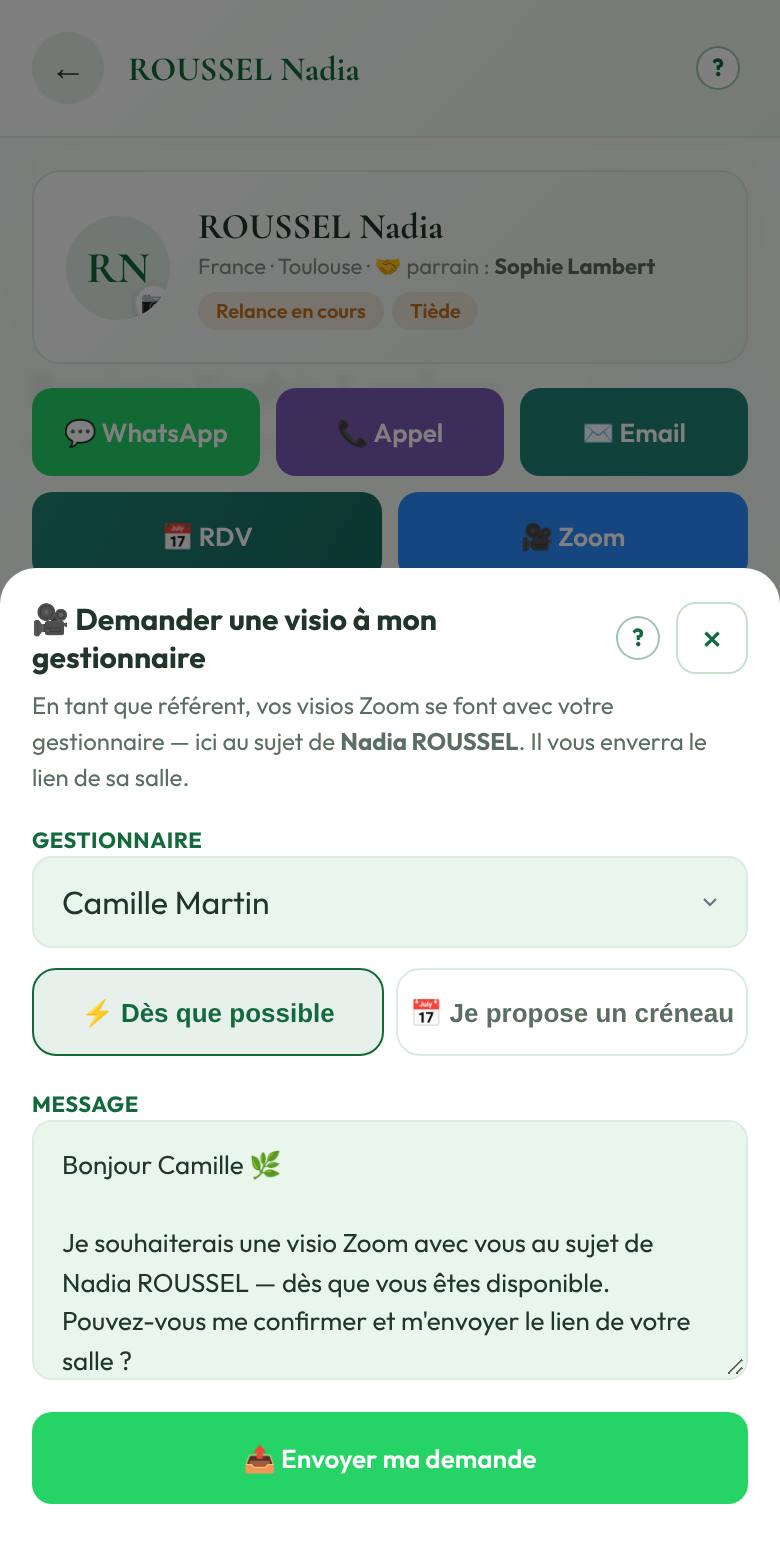 ← ROUSSEL Nadia ?
RN
ROUSSEL Nadia
France · Toulouse · 🤝 parrain : Sophie Lambert
Relance en cours Tiède
💬 WhatsApp 📞 Appel ✉️ Email
📅 RDV 🎥 Zoom
🎥 Demander une visio à mon
gestionnaire
? ×
En tant que référent, vos visios Zoom se font avec votre
gestionnaire — ici au sujet de Nadia ROUSSEL. Il vous enverra le
lien de sa salle.
GESTIONNAIRE
Camille Martin
⚡ Dès que possible 📅 Je propose un créneau
MESSAGE
Bonjour Camille 🌿
Je souhaiterais une visio Zoom avec vous au sujet de
Nadia ROUSSEL — dès que vous êtes disponible.
Pouvez-vous me confirmer et m'envoyer le lien de votre
salle ?
📤 Envoyer ma demande